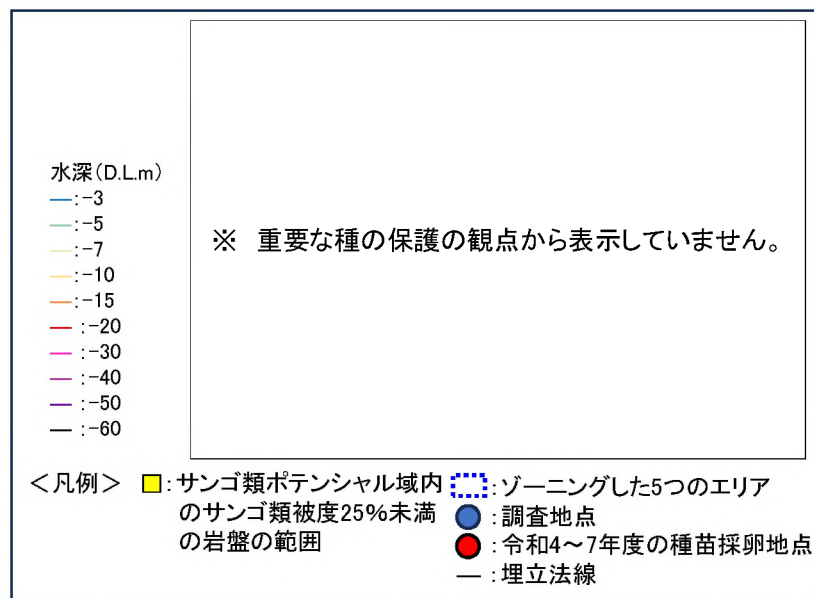 水深(D.L.m)
:-3
:-5
:-7
:-10
:-15
:-20
:-30
:-40
:-50
:-60
※ 重要な種の保護の観点から表示していません。
<凡例>
:サンゴ類ポテンシャル域内
のサンゴ類被度25%未満
の岩盤の範囲
:ゾーニングした5つのエリア
:調査地点
:令和4~7年度の種苗採卵地点
:埋立法線